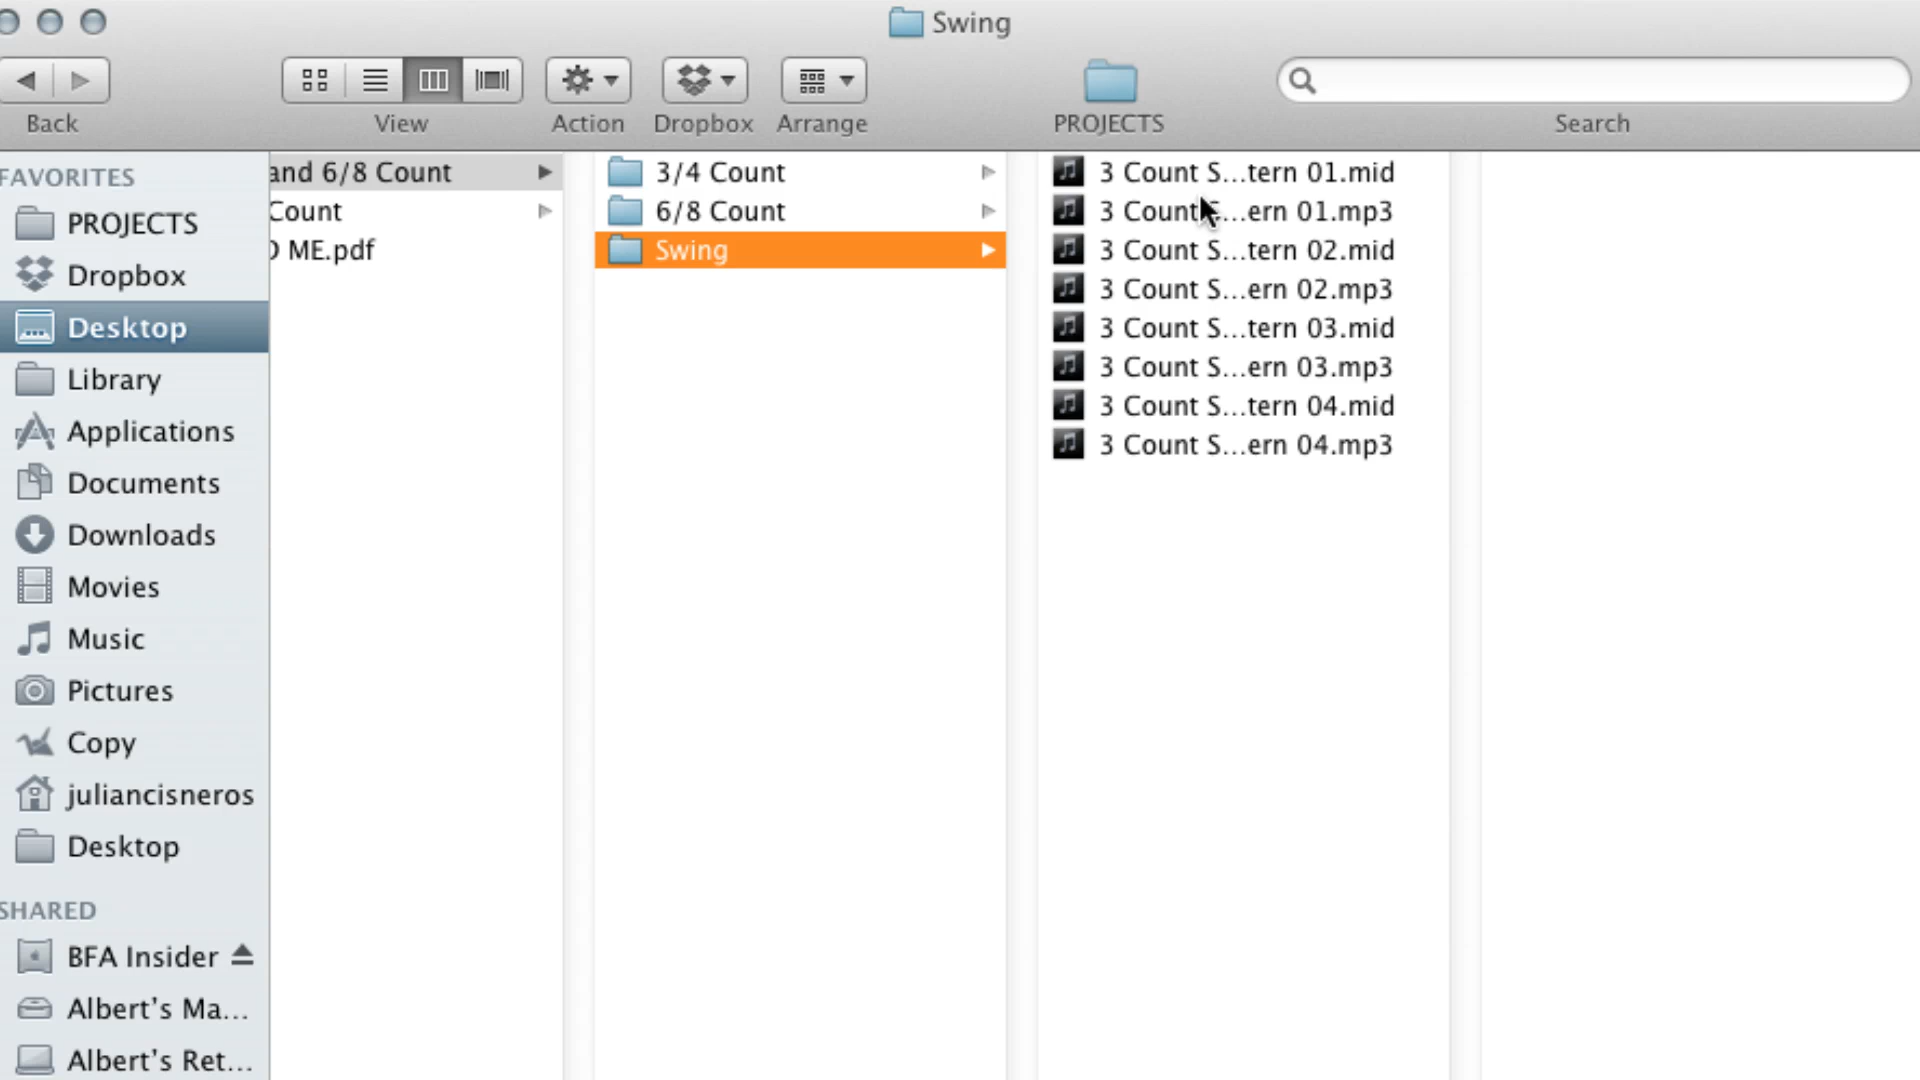 Swing
Back
View
Action
Dropbox
Arrange
PROJECTS
Search
FAVORITES
PROJECTS
Dropbox
Desktop
Library
Applications
Documents
Downloads
Movies
Music
Pictures
Copy
juliancisneros
Desktop
SHARED
BFA Insider
Albert's Ma...
Albert's Ret...
and 6/8 Count
Count
ME.pdf
3/4 Count
6/8 Count
Swing
3 Count S...tern 01.mid
3 Count ...ern 01.mp3
3 Count S...tern 02.mid
3 Count S...ern 02.mp3
3 Count S...tern 03.mid
3 Count S...ern 03.mp3
3 Count S...tern 04.mid
3 Count S...ern 04.mp3